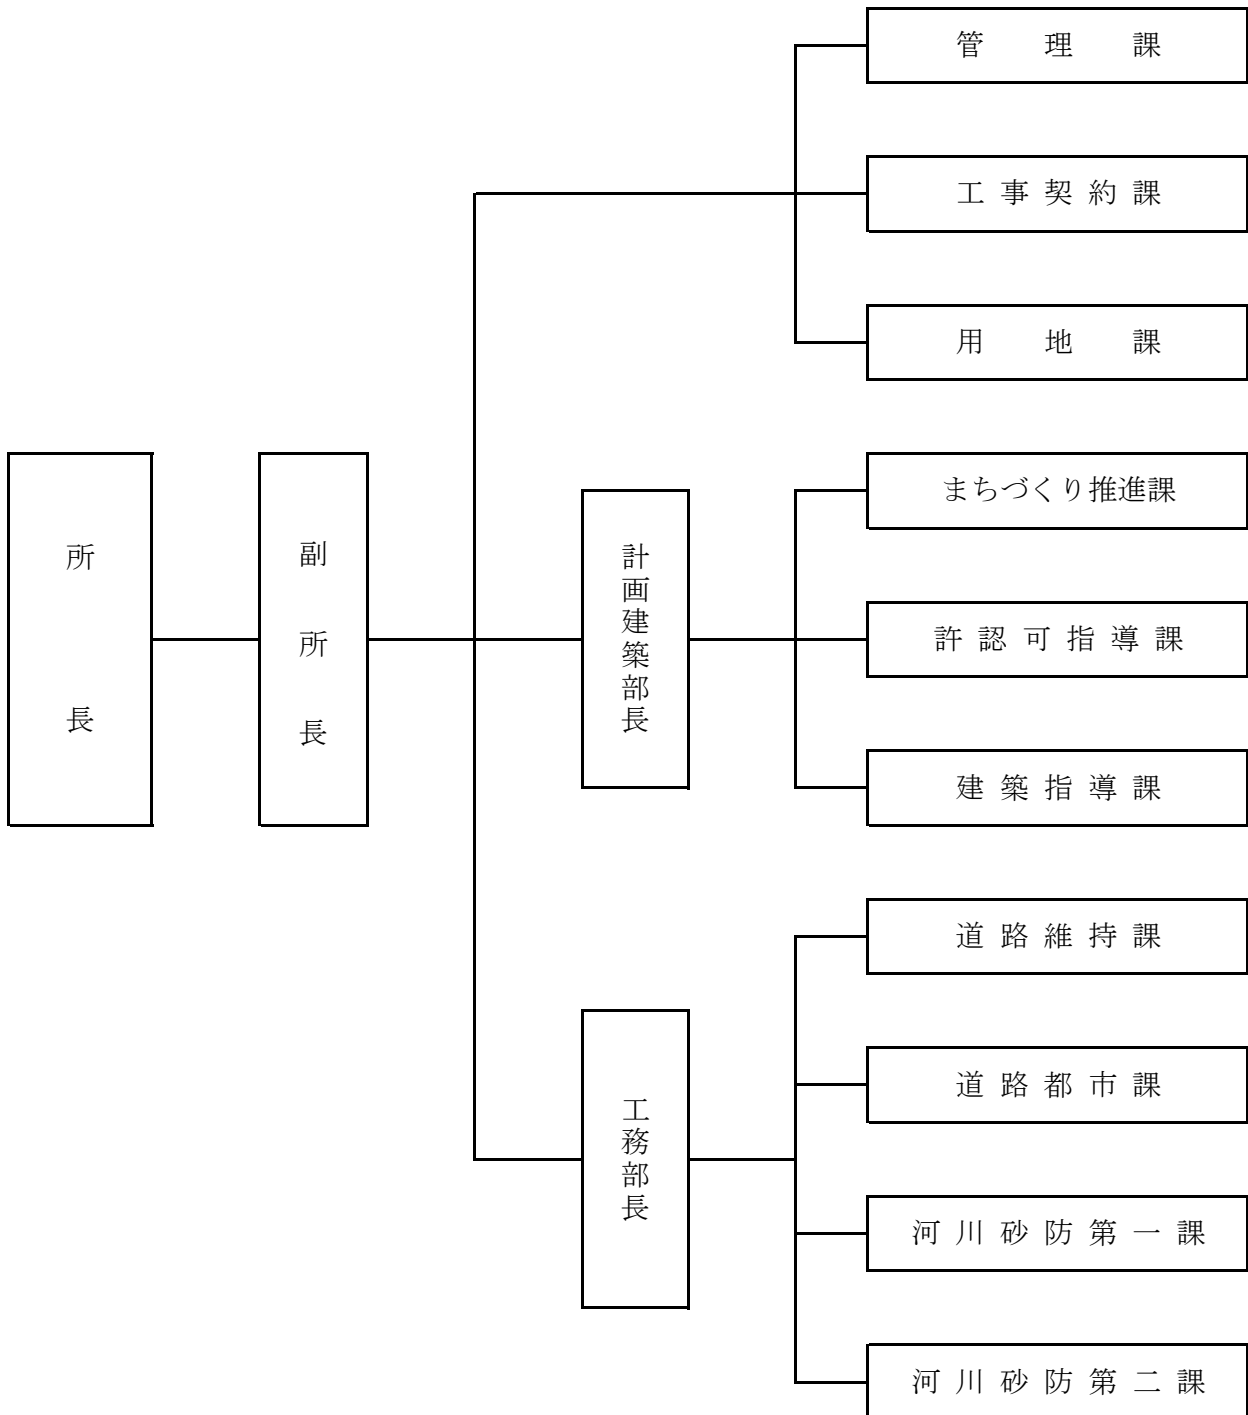 所長
副所長
計画建築部長
工務部長
管理課
工事契約課
用地課
まちづくり推進課
許認可指導課
建築指導課
道路維持課
道路都市課
河川砂防第一課
河川砂防第二課